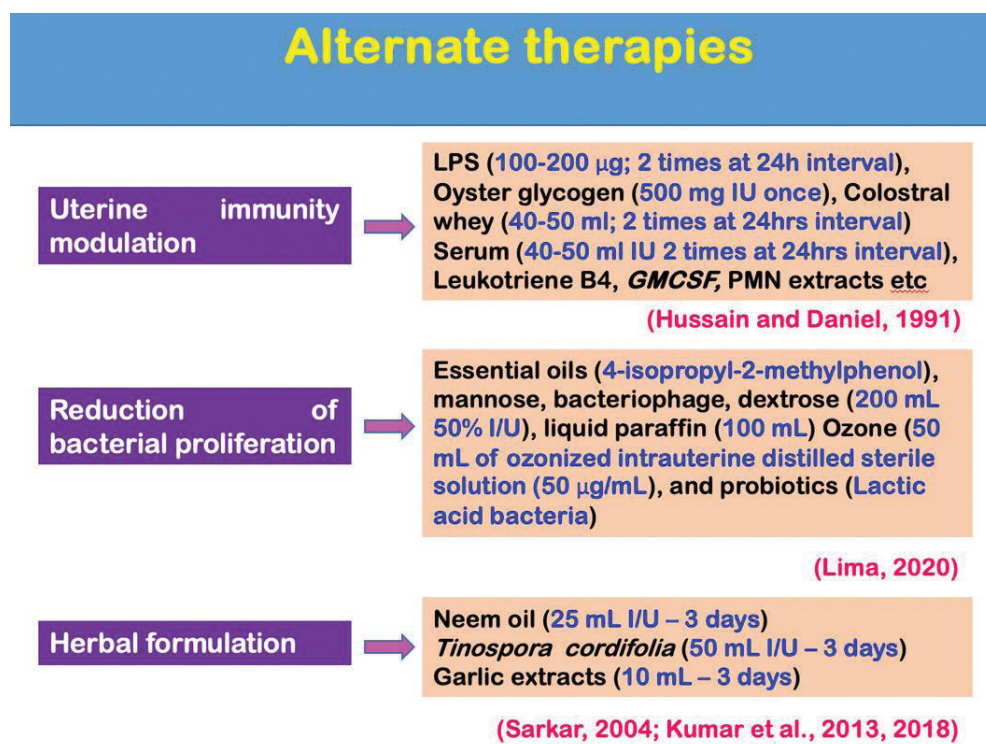 Alternate therapies
Uterine immunity
modulation
LPS (100-200 µg; 2 times at 24h interval),
Oyster glycogen (500 mg IU once), Colostral
whey (40-50 ml; 2 times at 24hrs interval)
Serum (40-50 ml IU 2 times at 24hrs interval),
Leukotriene B4, GMCSF, PMN extracts etc
(Hussain and Daniel, 1991)
Reduction of
bacterial proliferation
Essential oils (4-isopropyl-2-methylphenol),
mannose, bacteriophage, dextrose (200 mL
50% I/U), liquid paraffin (100 mL) Ozone (50
mL of ozonized intrauterine distilled sterile
solution (50 µg/mL), and probiotics (Lactic
acid bacteria)
(Lima, 2020)
Herbal formulation
Neem oil (25 mL I/U – 3 days)
Tinospora cordifolia (50 mL I/U – 3 days)
Garlic extracts (10 mL – 3 days)
(Sarkar, 2004; Kumar et al., 2013, 2018)